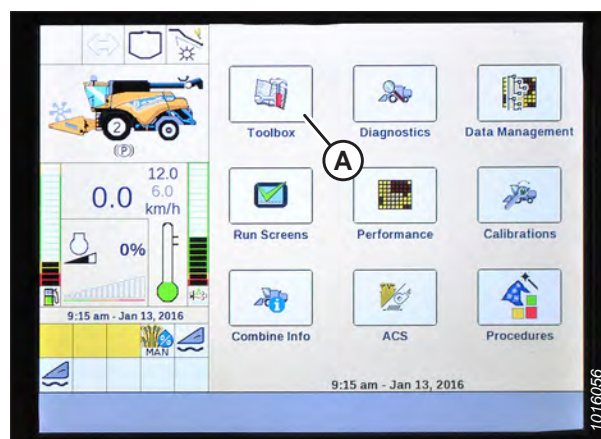 Toolbox
Diagnostics
Data Management
A
2
(P)
12.0
6.0
0.0
km/h
Run Screens
Performance
Calibrations
0%
9:15 am - Jan 13, 2016
%
MAN
Combine Info
ACS
Procedures
9:15 am - Jan 13, 2016
1016056